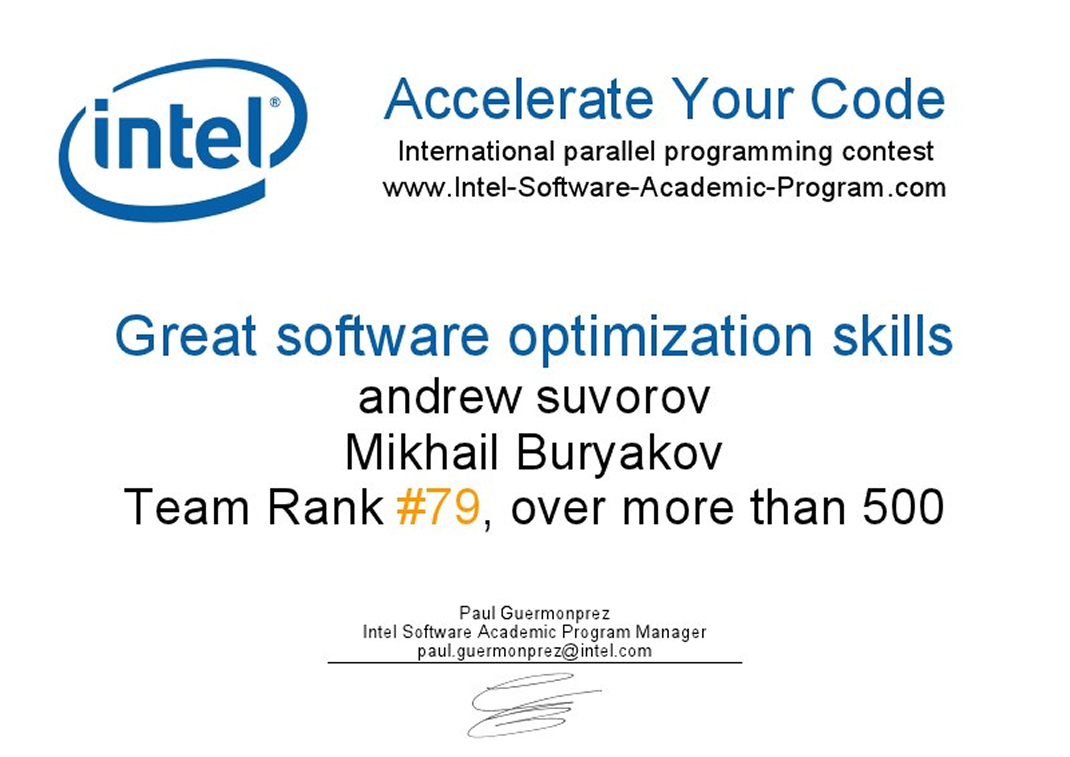 intel®
Accelerate Your Code
International parallel programming contest
www.Intel-Software-Academic-Program.com
Great software optimization skills
andrew suvorov
Mikhail Buryakov
Team Rank #79, over more than 500
Paul Guermonprez
Intel Software Academic Program Manager
paul.guermonprez@intel.com